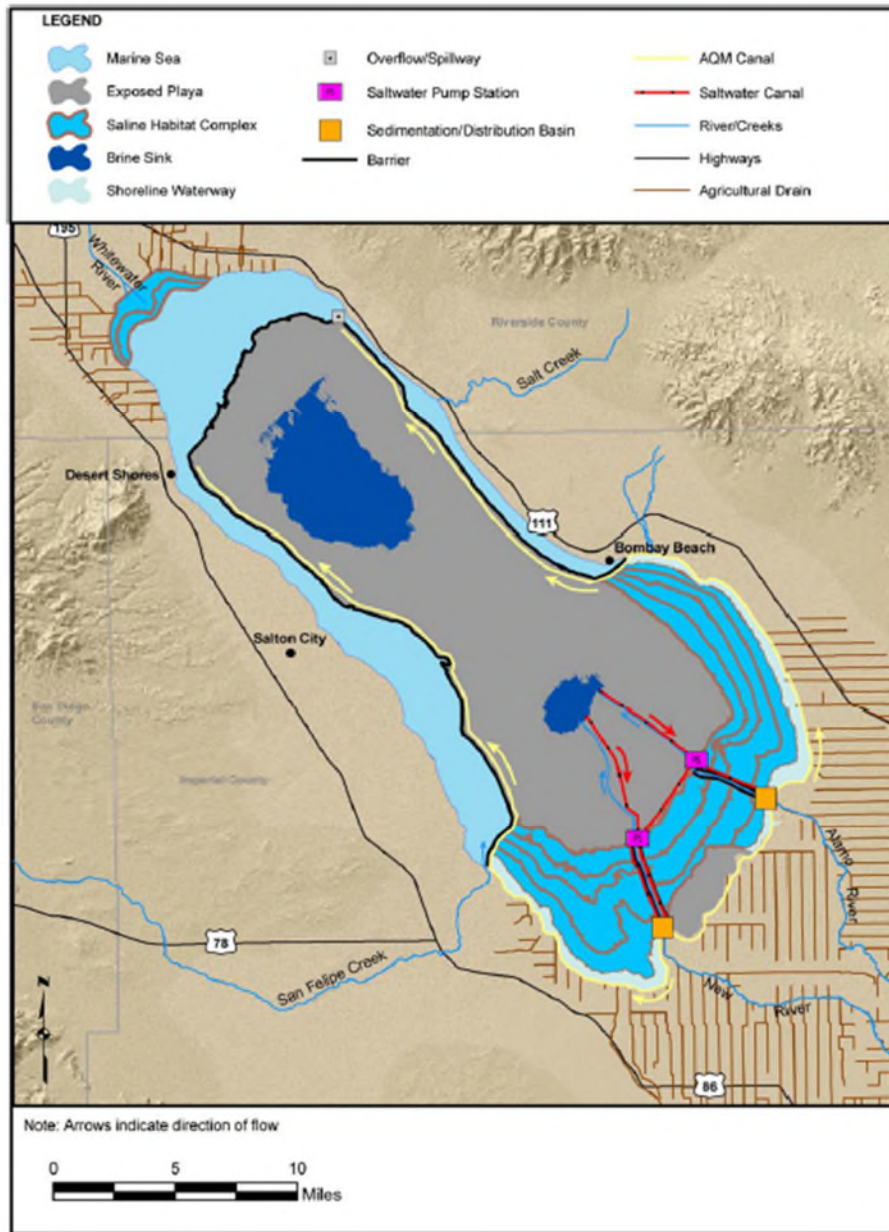 LEGEND
Marine Sea
Exposed Playa
Saline Habitat Complex
Brine Sink
Shoreline Waterway
Overflow/Spillway
PS
Saltwater Pump Station
Sedimentation/Distribution Basin
Barrier
AQM Canal
Saltwater Canal
River/Creeks
Highways
Agricultural Drain
195
Whitewater
River
Riverside County
Salt Creek
Desert Shores
111
Bombay Beach
Salton City
San Diego
County
Imperial County
PS
PS
Alamo
River
78
San Felipe Creek
New
River
N
86
Note: Arrows indicate direction of flow
0 5 10
Miles